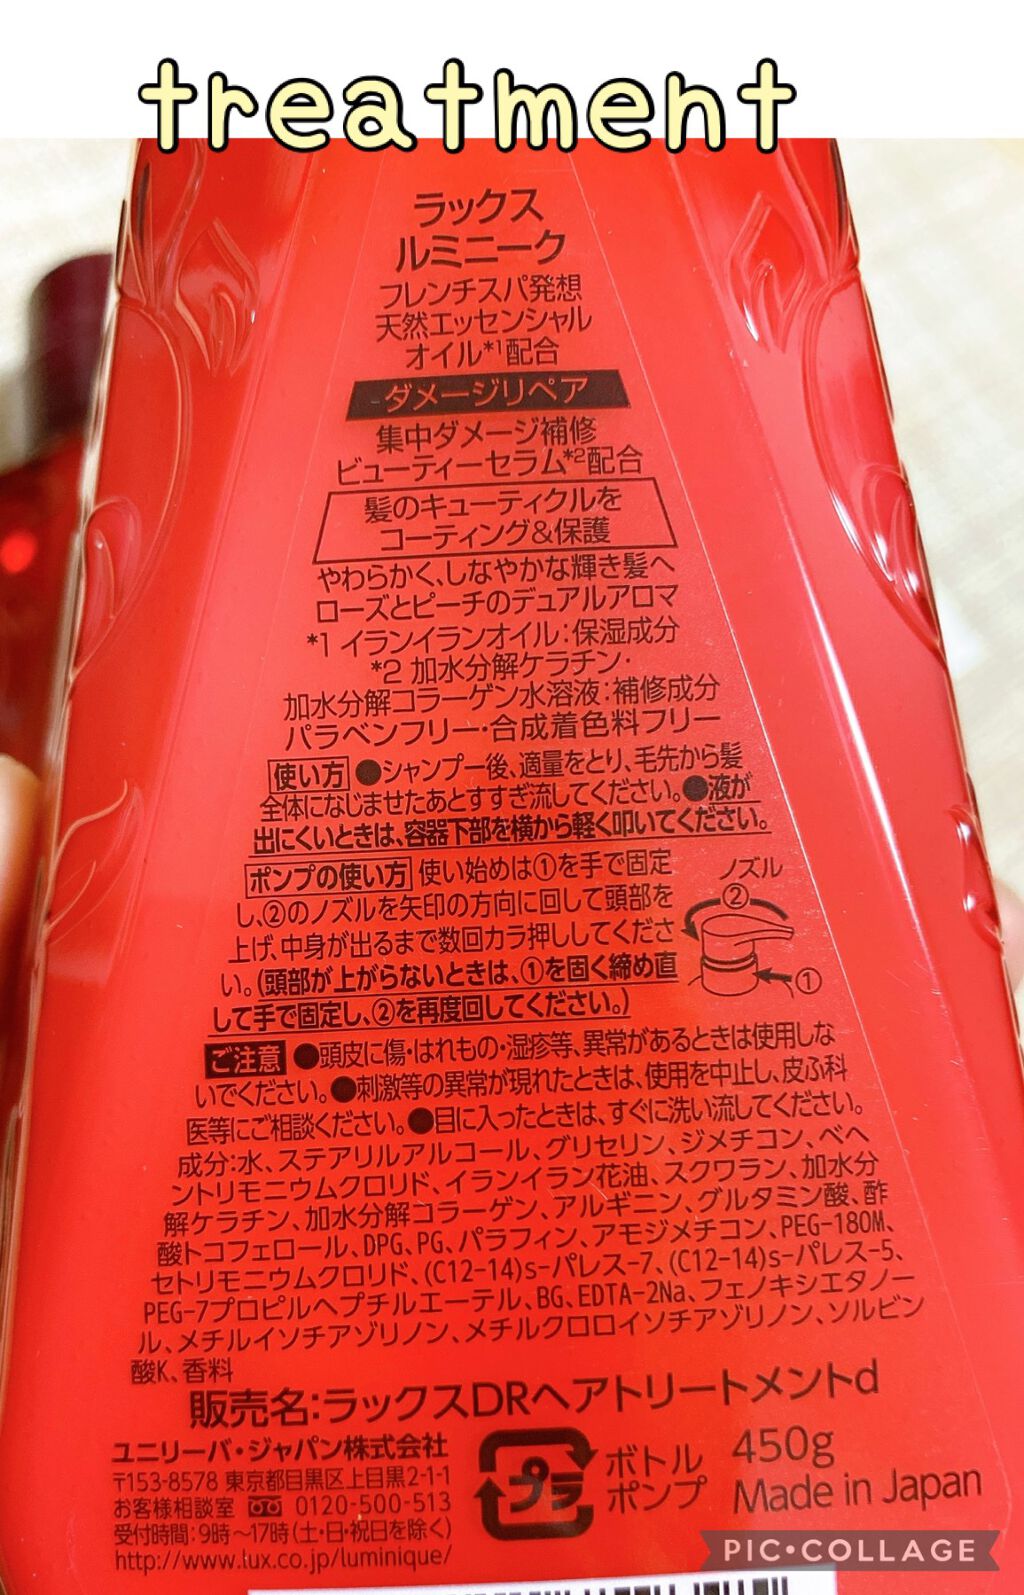 treatment
ラックス
ルミニーク
フレンチスパ発想
天然エッセンシャル
オイル*1配合
ダメージリペア
集中ダメージ補修
ビューティーセラム*2配合
髪のキューティクルを
コーティング&保護
やわらかく、しなやかな輝き髪へ
ローズとピーチのデュアルアロマ
*1 イランイランオイル:保湿成分
*2 加水分解ケラチン・
加水分解コラーゲン水溶液:補修成分
パラベンフリー・合成着色料フリー
使い方 ●シャンプー後、適量をとり、毛先から髪
全体になじませたあとすすぎ流してください。●液が
出にくいときは、容器下部を横から軽く叩いてください。
ポンプの使い方 使い始めは①を手で固定
し、②のノズルを矢印の方向に回して頭部を
上げ、中身が出るまで数回カラ押ししてくださ
い。(頭部が上がらないときは、①を固く締め直
して手で固定し、②を再度回してください。)
ノズル
②
①
ご注意 ●頭皮に傷・はれもの・湿疹等、異常があるときは使用しな
いでください。●刺激等の異常が現れたときは、使用を中止し、皮ふ科
医等にご相談ください。●目に入ったときは、すぐに洗い流してください。
成分:水、ステアリルアルコール、グリセリン、ジメチコン、ベヘ
ントリモニウムクロリド、イランイラン花油、スクワラン、加水分
解ケラチン、加水分解コラーゲン、アルギニン、グルタミン酸、酢
酸トコフェロール、DPG、PG、パラフィン、アモジメチコン、PEG-180M、
セトリモニウムクロリド、(C12-14)s-パレス-7、(C12-14)s-パレス-5、
PEG-7プロピルヘプチルエーテル、BG、EDTA-2Na、フェノキシエタノー
ル、メチルイソチアゾリノン、メチルクロロイソチアゾリノン、ソルビン
酸K、香料
販売名:ラックスDRヘアトリートメントd
ユニリーバ・ジャパン株式会社
〒153-8578 東京都目黒区上目黒2-1-1
お客様相談室 0120-500-513
受付時間:9時~17時(土・日・祝日を除く)
http://www.lux.co.jp/luminique/
プラ
ボトル
ポンプ
450g
Made in Japan
PIC•COLLAGE